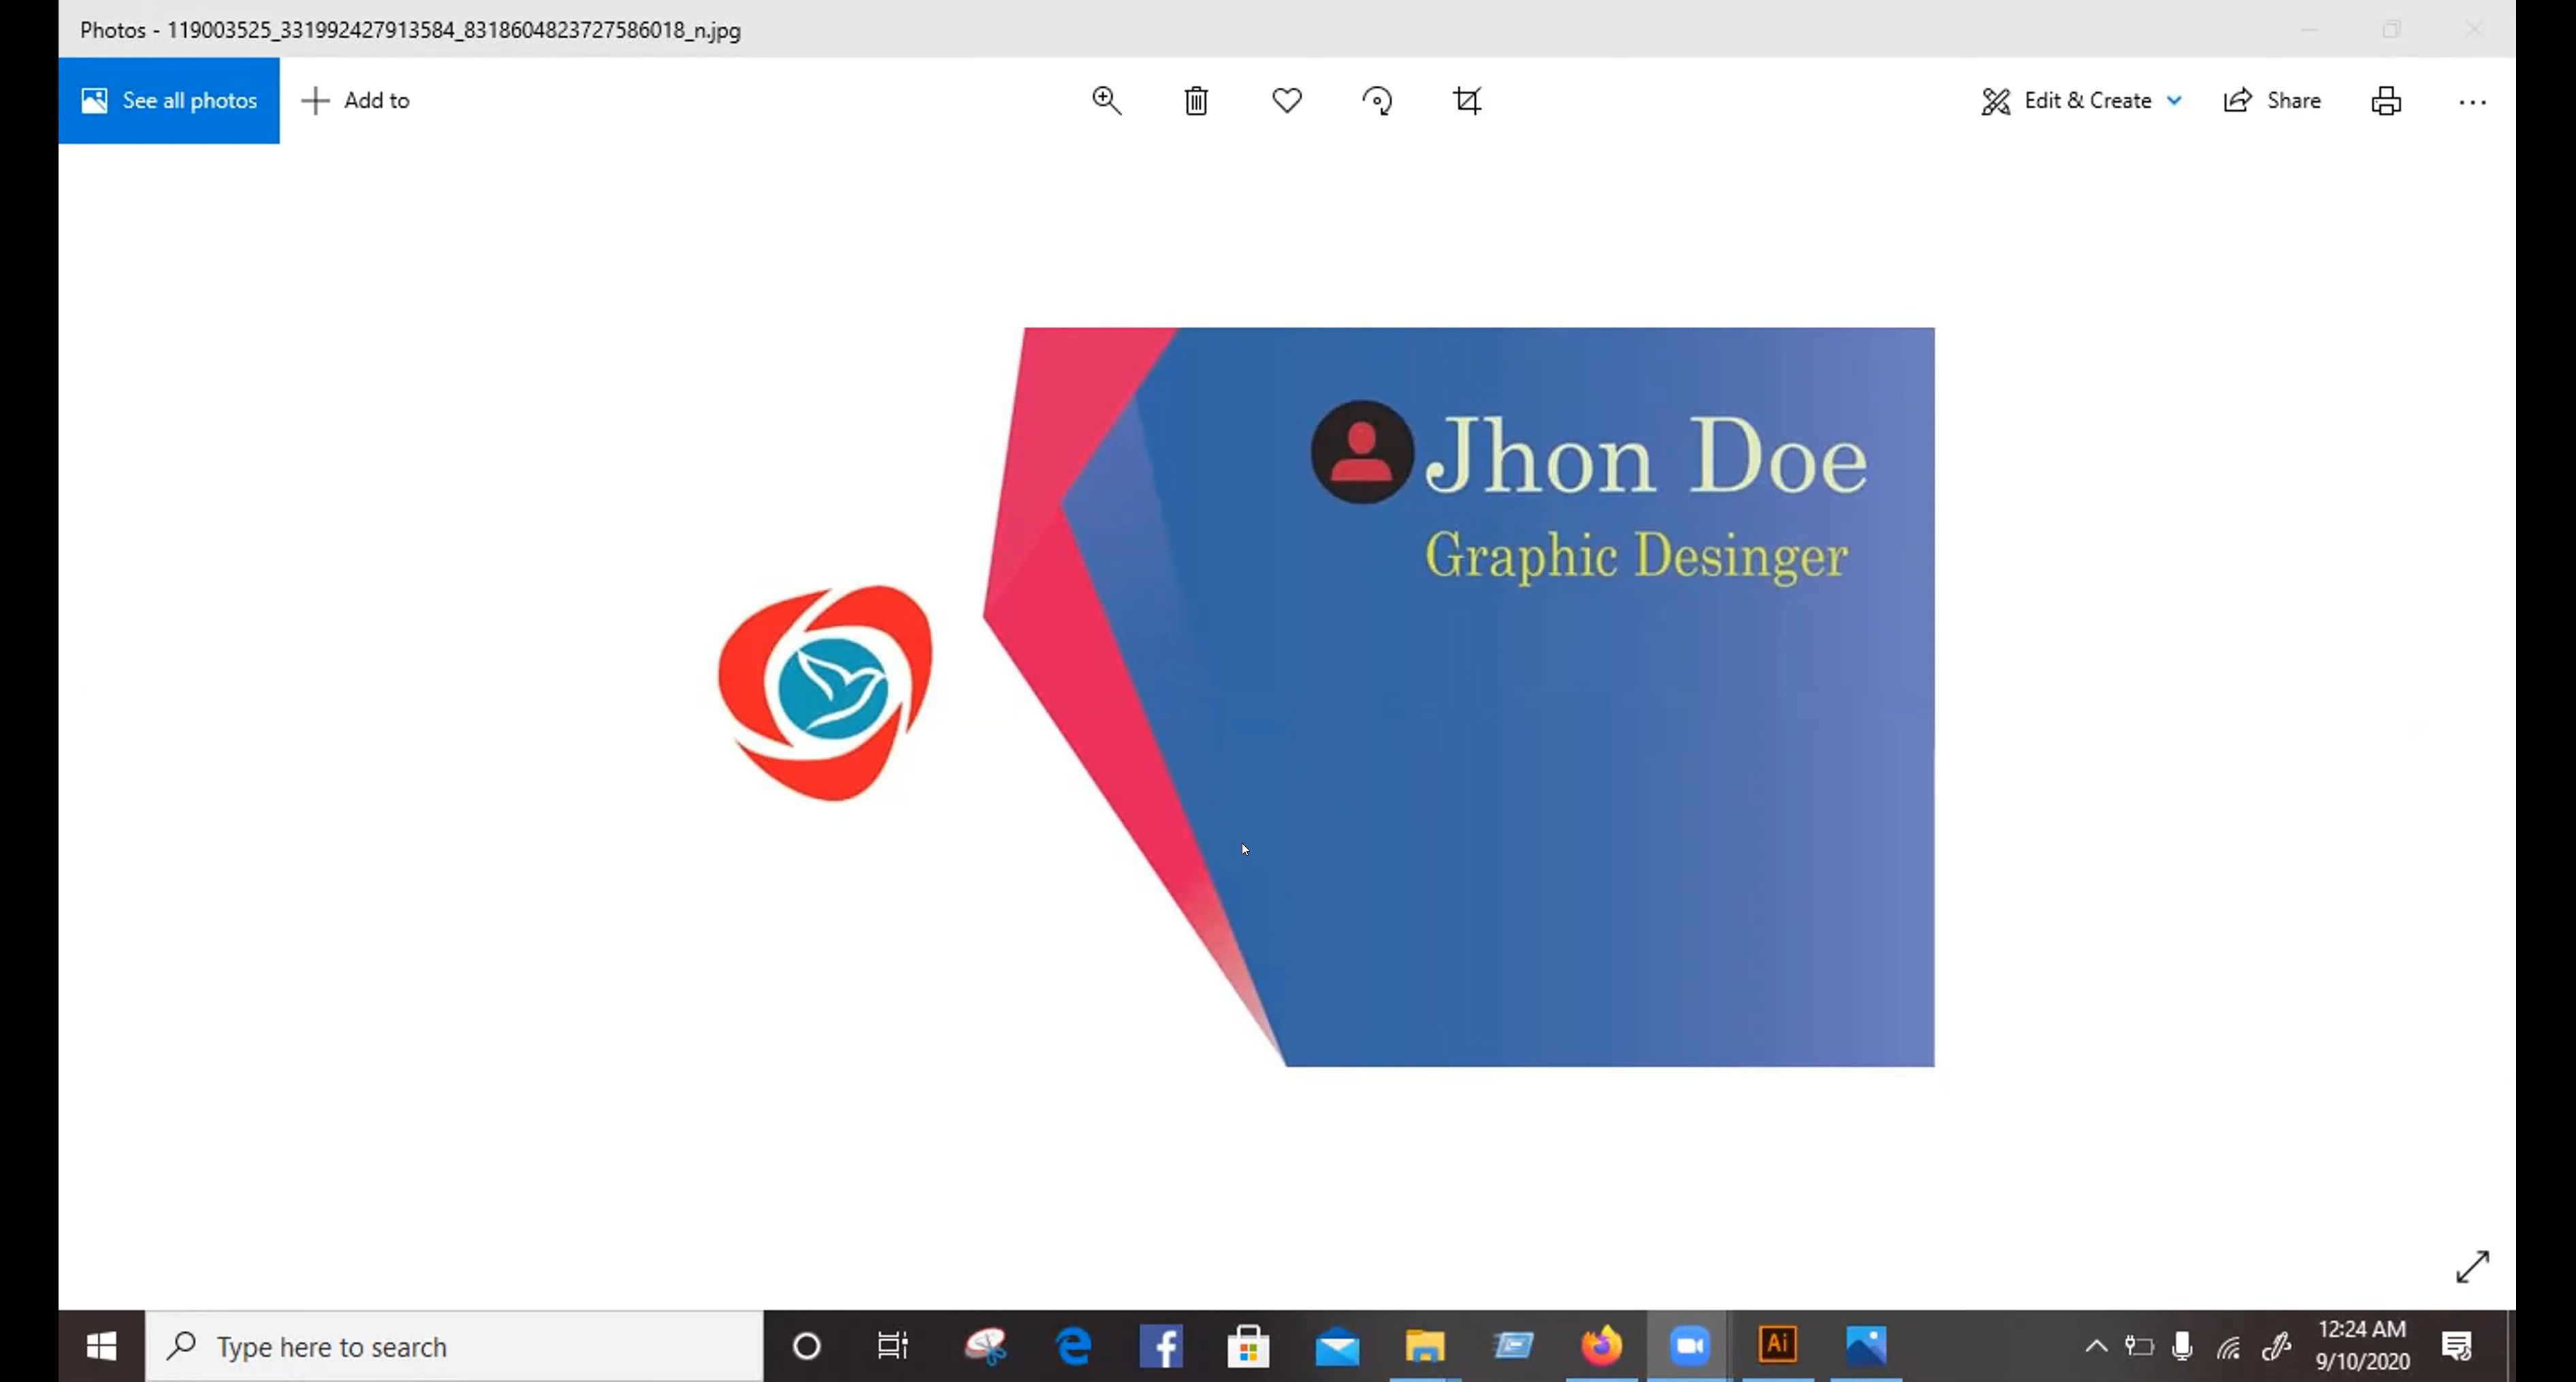 Photos - 119003525_331992427913584_8318604823727586018_n.jpg
See all photos
Add to
Edit & Create
Share
Jhon Doe
Graphic Desinger
Type here to search
Ai
12:24 AM
9/10/2020